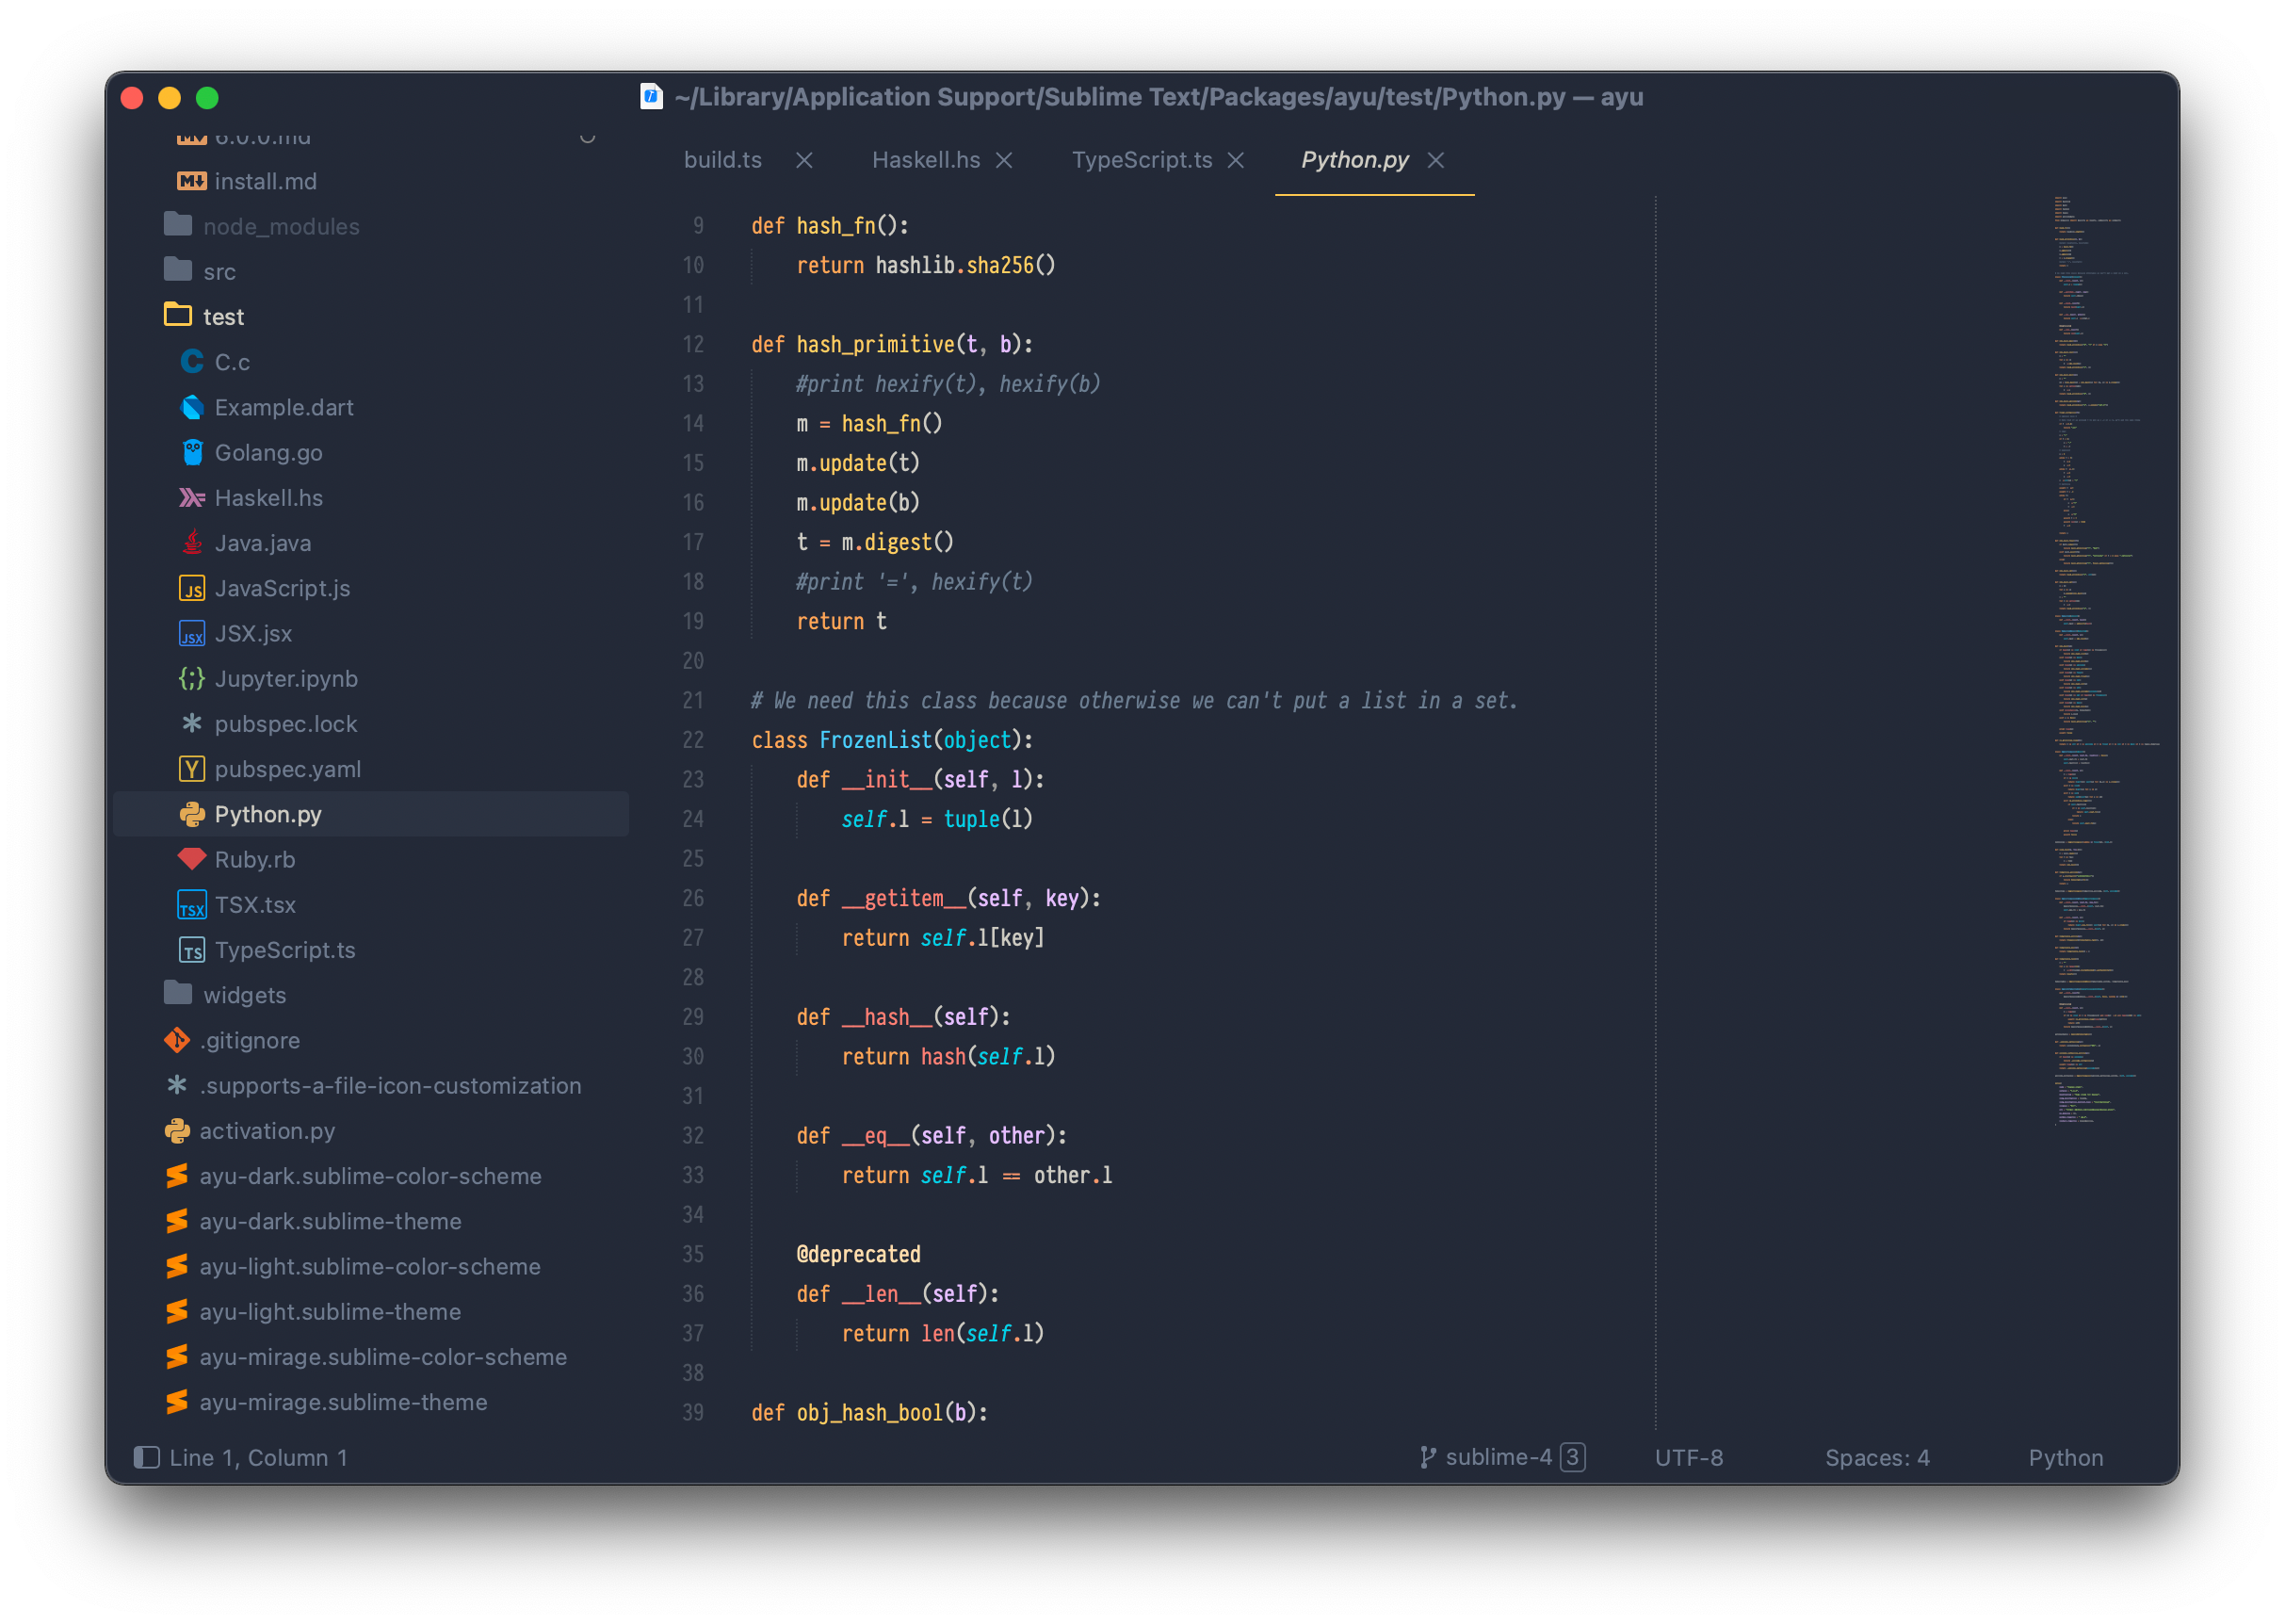 ~/Library/Application Support/Sublime Text/Packages/ayu/test/Python.py — ayu
6.0.0.md
install.md
node_modules
src
test
C.c
Example.dart
Golang.go
Haskell.hs
Java.java
JS JavaScript.js
JSX JSX.jsx
{;} Jupyter.ipynb
* pubspec.lock
Y pubspec.yaml
Python.py
Ruby.rb
TSX TSX.tsx
TS TypeScript.ts
widgets
.gitignore
* .supports-a-file-icon-customization
activation.py
ayu-dark.sublime-color-scheme
ayu-dark.sublime-theme
ayu-light.sublime-color-scheme
ayu-light.sublime-theme
ayu-mirage.sublime-color-scheme
ayu-mirage.sublime-theme
build.ts Haskell.hs TypeScript.ts Python.py
9 def hash_fn():
10 return hashlib.sha256()
11
12 def hash_primitive(t, b):
13 #print hexify(t), hexify(b)
14 m = hash_fn()
15 m.update(t)
16 m.update(b)
17 t = m.digest()
18 #print '=', hexify(t)
19 return t
20
21 # We need this class because otherwise we can't put a list in a set.
22 class FrozenList(object):
23 def __init__(self, l):
24 self.l = tuple(l)
25
26 def __getitem__(self, key):
27 return self.l[key]
28
29 def __hash__(self):
30 return hash(self.l)
31
32 def __eq__(self, other):
33 return self.l == other.l
34
35 @deprecated
36 def __len__(self):
37 return len(self.l)
38
39 def obj_hash_bool(b):
Line 1, Column 1 sublime-4 3 UTF-8 Spaces: 4 Python